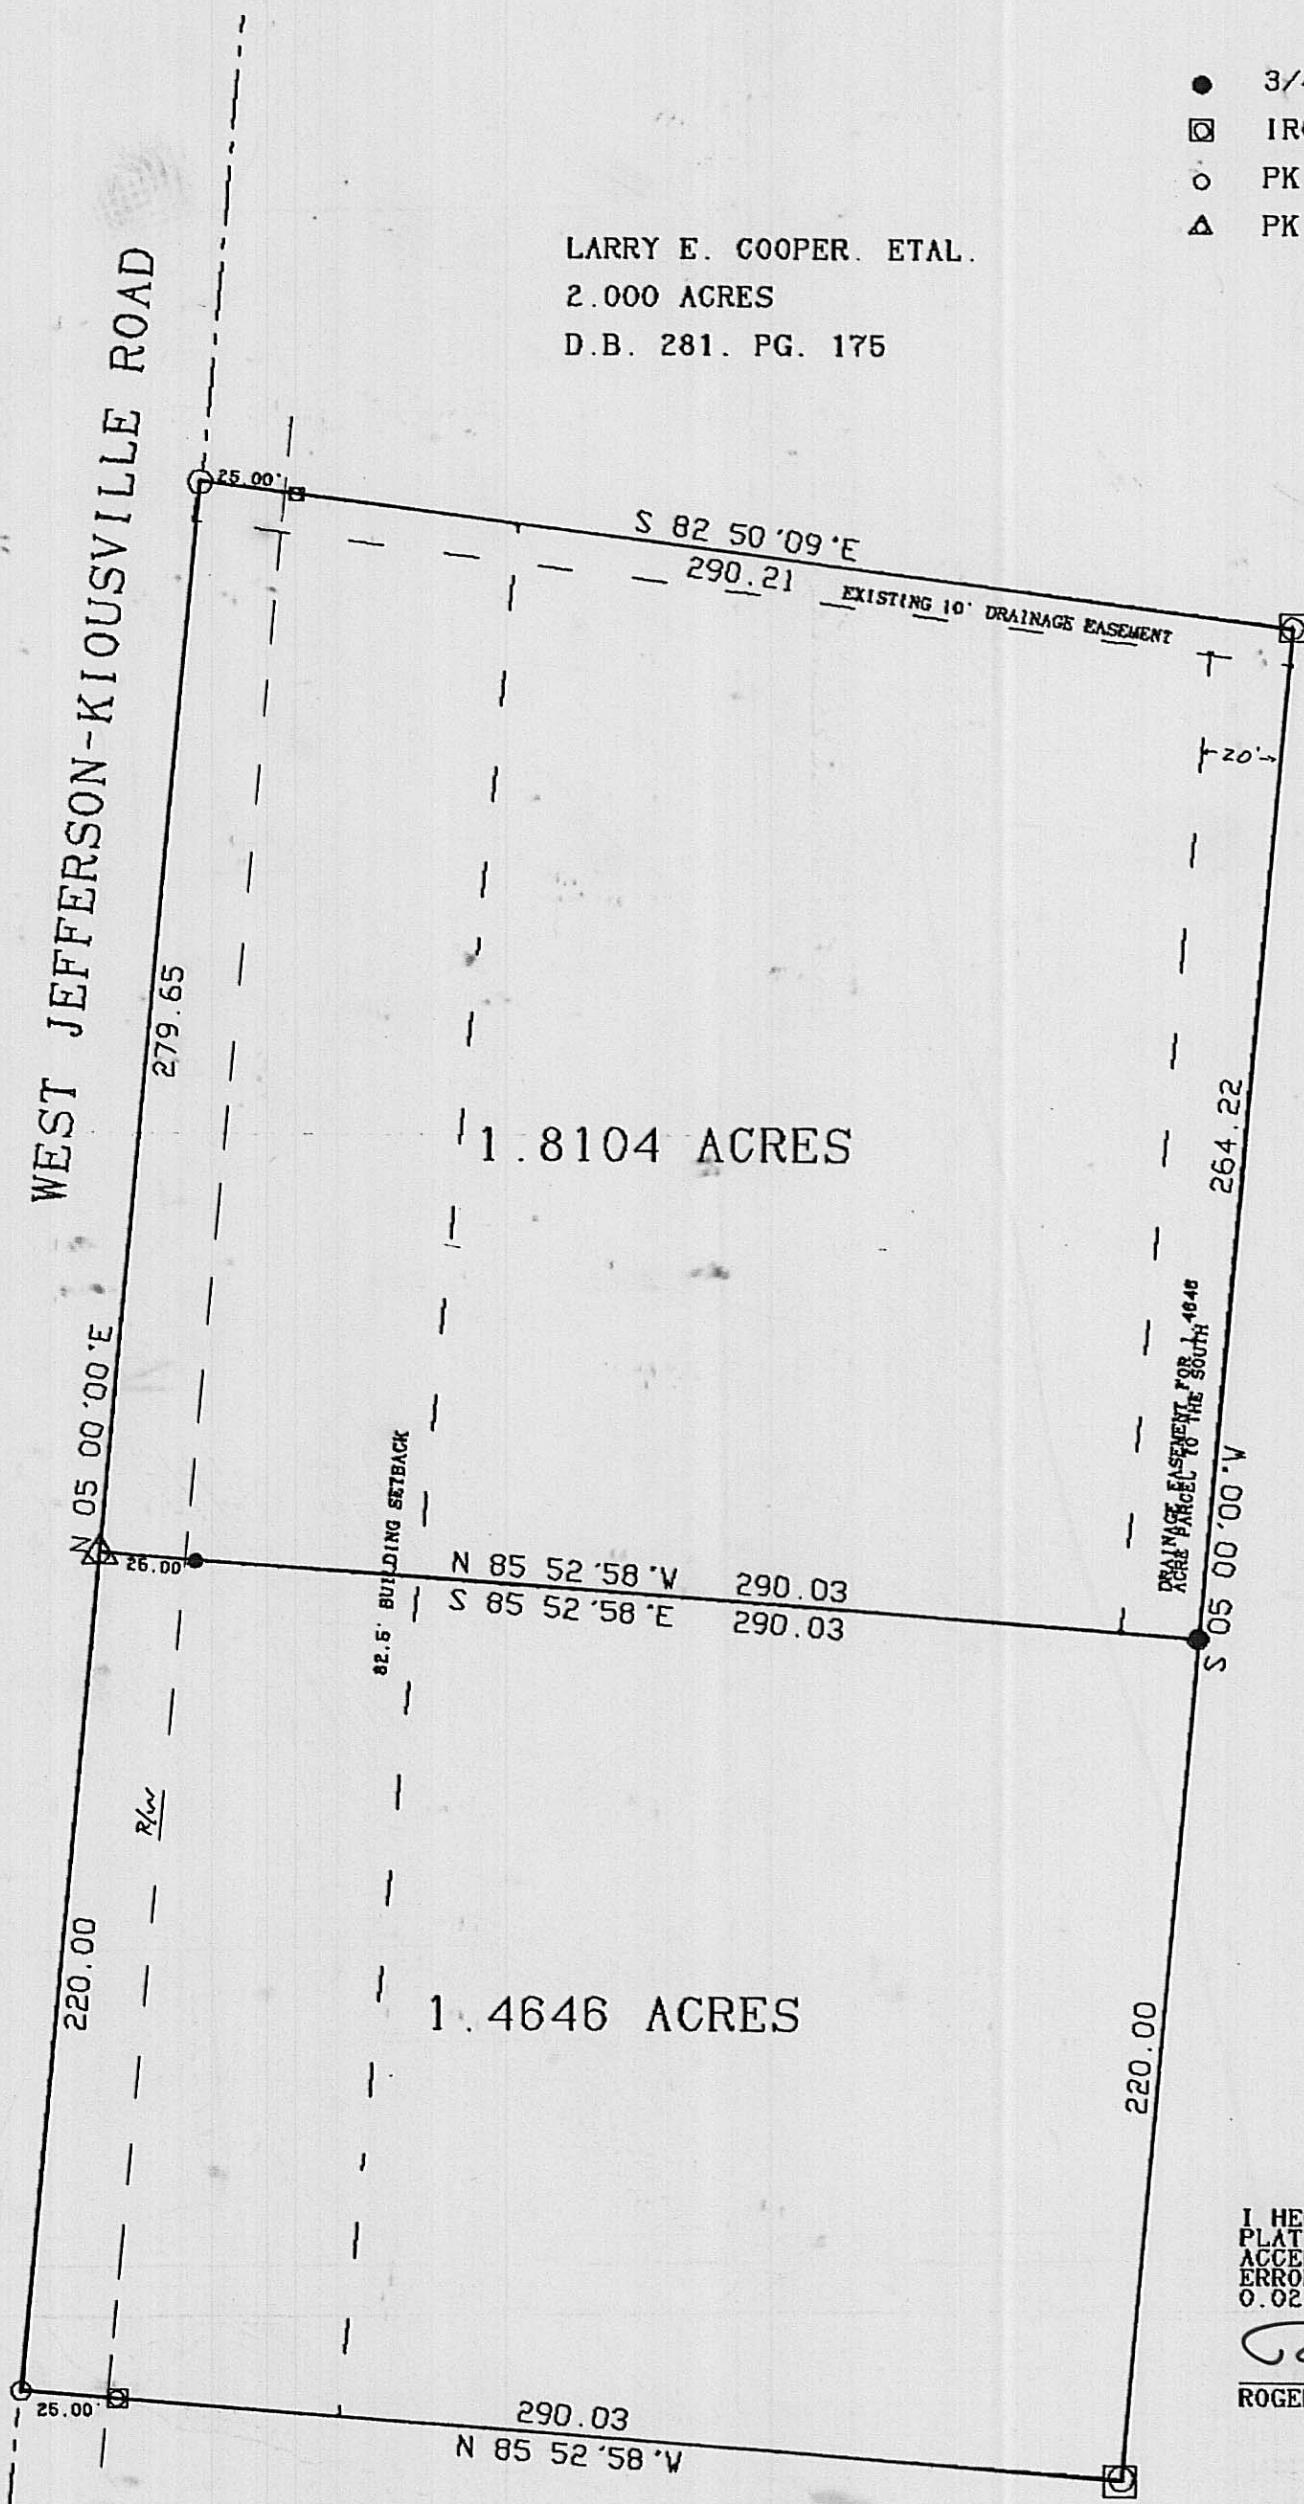 3/
IR
PK
PK
LARRY E. COOPER. ETAL.
2.000 ACRES
D.B. 281. PG. 175
WEST JEFFERSON-KIOUSVILLE ROAD
25.00'
S 82 50 '09 "E
290.21
EXISTING 10' DRAINAGE EASEMENT
20'
279.65
1.8104 ACRES
264.22
N 05 00 '00 "E
DRAINAGE EASEMENT FOR 1.4646
ACRE PARCEL TO THE SOUTH
S 05 00 '00 "W
82.5' BUILDING SETBACK
25.00'
N 85 52 '58 "W 290.03
S 85 52 '58 "E 290.03
R/W
220.00
1.4646 ACRES
220.00
25.00'
290.03
N 85 52 '58 "W
I HE
PLAT
ACCE
ERRO
0.02
ROGE